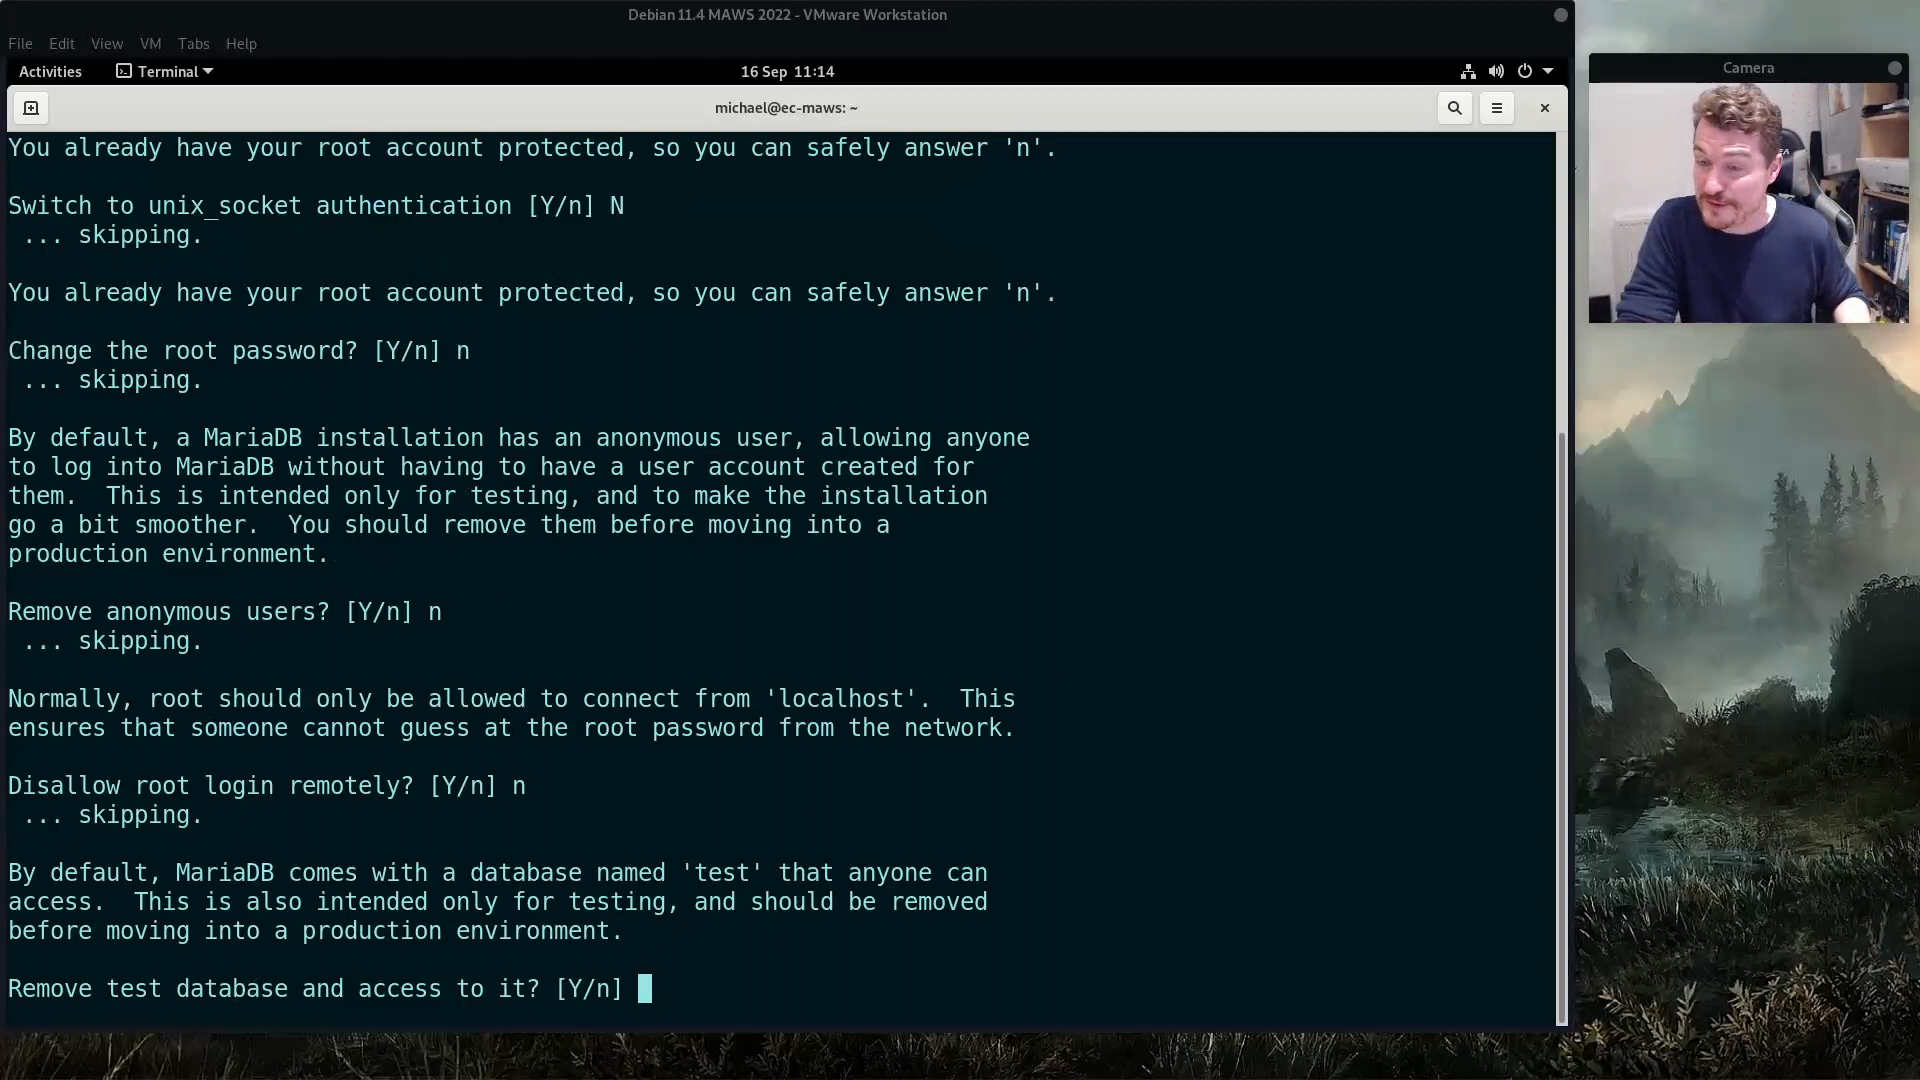 Debian 11.4 MAWS 2022 - VMware Workstation
File Edit View VM Tabs Help
Activities Terminal 16 Sep 11:14
Camera
michael@ec-maws: ~
You already have your root account protected, so you can safely answer 'n'.
Switch to unix_socket authentication [Y/n] N
... skipping.
You already have your root account protected, so you can safely answer 'n'.
Change the root password? [Y/n] n
... skipping.
By default, a MariaDB installation has an anonymous user, allowing anyone
to log into MariaDB without having to have a user account created for
them.  This is intended only for testing, and to make the installation
go a bit smoother.  You should remove them before moving into a
production environment.
Remove anonymous users? [Y/n] n
... skipping.
Normally, root should only be allowed to connect from 'localhost'.  This
ensures that someone cannot guess at the root password from the network.
Disallow root login remotely? [Y/n] n
... skipping.
By default, MariaDB comes with a database named 'test' that anyone can
access.  This is also intended only for testing, and should be removed
before moving into a production environment.
Remove test database and access to it? [Y/n]